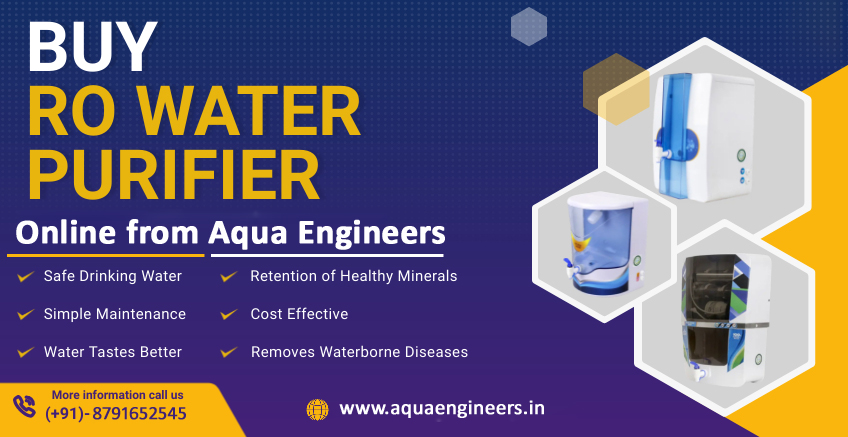 BUY
RO WATER
PURIFIER
Online from Aqua Engineers
Safe Drinking Water
Retention of Healthy Minerals
Simple Maintenance
Cost Effective
Water Tastes Better
Removes Waterborne Diseases
More information call us
(+91)- 8791652545
www.aquaengineers.in